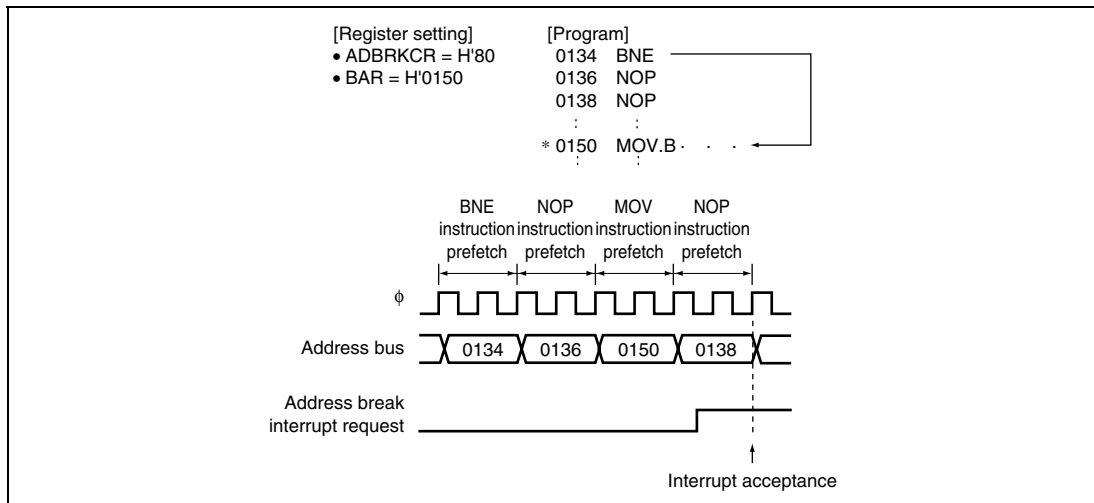 [Register setting]
• ADBRKCR = H'80
• BAR = H'0150
[Program]
0134 BNE
0136 NOP
0138 NOP
: :
* 0150 MOV.B · · ·
: :
BNE instruction prefetch
NOP instruction prefetch
MOV instruction prefetch
NOP instruction prefetch
ϕ
Address bus
0134 0136 0150 0138
Address break
interrupt request
Interrupt acceptance